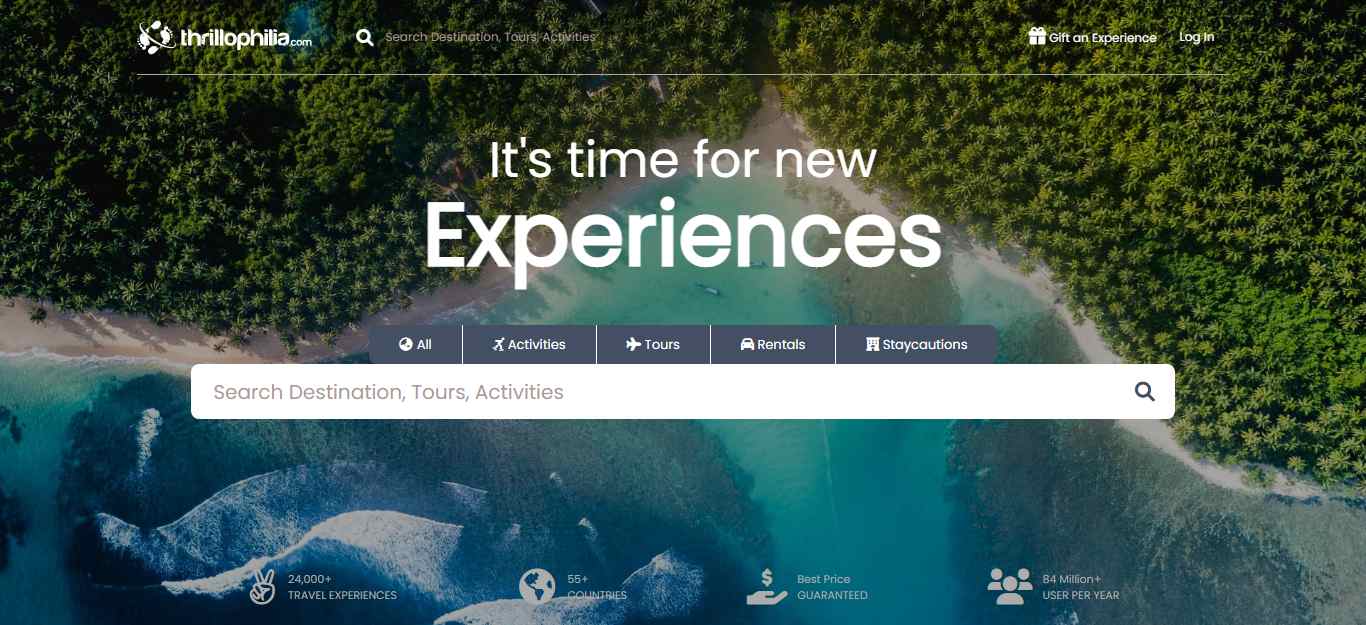 thrillophilia.com
Search Destination, Tours, Activities
Gift an Experience
Log In
It's time for new
Experiences
All
Activities
Tours
Rentals
Staycautions
Search Destination, Tours, Activities
24,000+
TRAVEL EXPERIENCES
55+
COUNTRIES
Best Price
GUARANTEED
84 Million+
USER PER YEAR